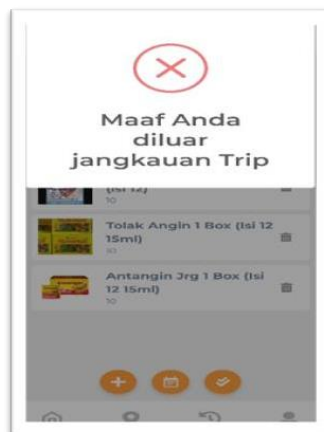 Maaf Anda
diluar
jangkauan Trip
(Isi 12)
10
Tolak Angin 1 Box (Isi 12
15ml)
10
Antangin Jrg 1 Box (Isi
12 15ml)
10